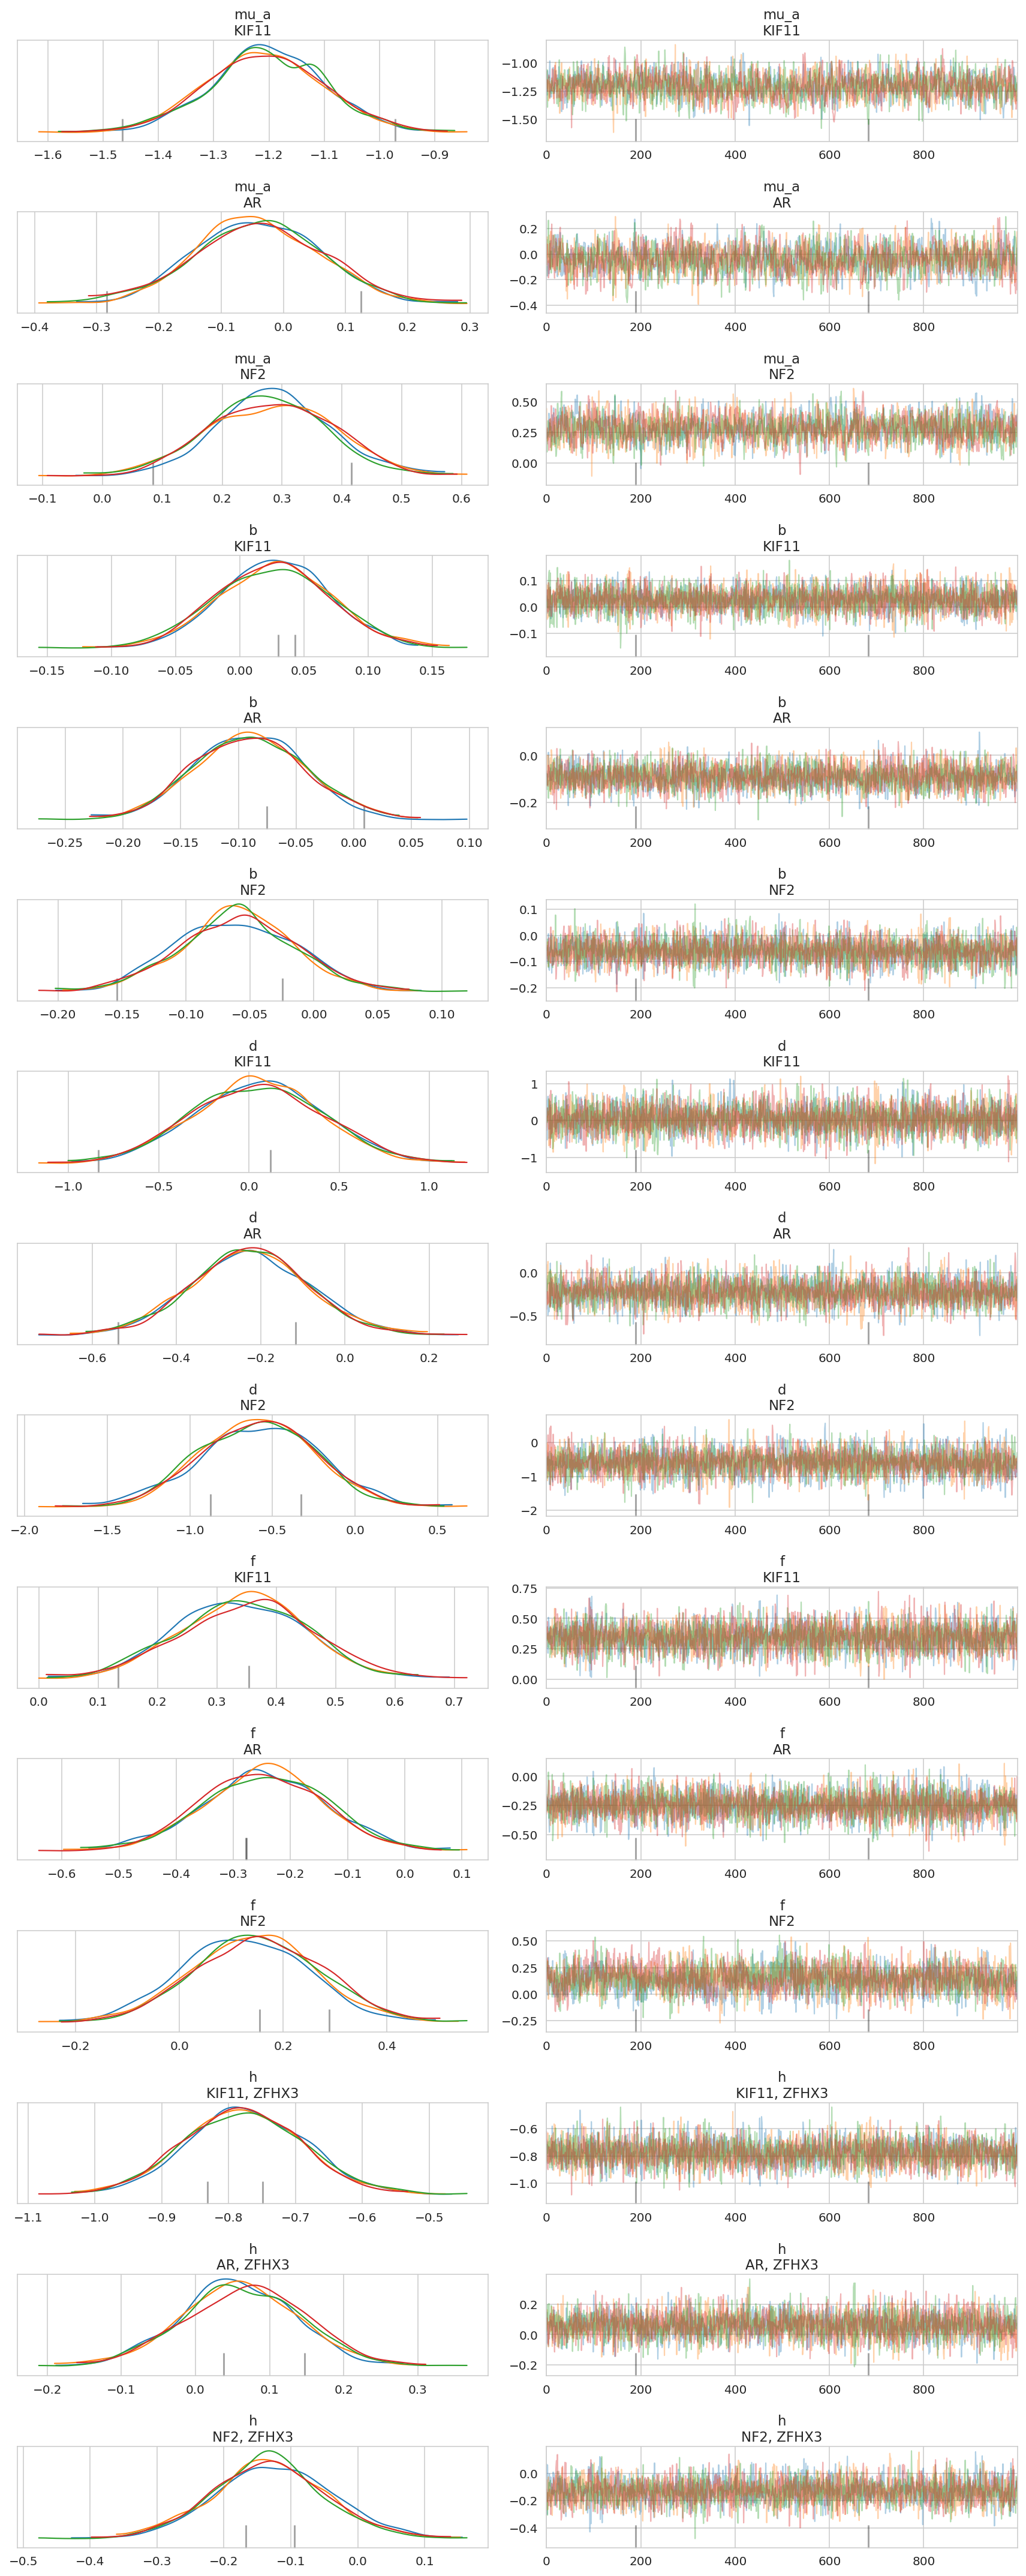 mu_a
KIF11
mu_a
KIF11
−1.00
−1.25
−1.50
−1.6 −1.5 −1.4 −1.3 −1.2 −1.1 −1.0 −0.9
0 200 400 600 800
mu_a
AR
mu_a
AR
0.2
0.0
−0.2
−0.4
−0.4 −0.3 −0.2 −0.1 0.0 0.1 0.2 0.3
0 200 400 600 800
mu_a
NF2
mu_a
NF2
0.50
0.25
0.00
−0.1 0.0 0.1 0.2 0.3 0.4 0.5 0.6
0 200 400 600 800
b
KIF11
b
KIF11
0.1
0.0
−0.1
−0.15 −0.10 −0.05 0.00 0.05 0.10 0.15
0 200 400 600 800
b
AR
b
AR
0.0
−0.2
−0.25 −0.20 −0.15 −0.10 −0.05 0.00 0.05 0.10
0 200 400 600 800
b
NF2
b
NF2
0.1
0.0
−0.1
−0.2
−0.20 −0.15 −0.10 −0.05 0.00 0.05 0.10
0 200 400 600 800
d
KIF11
d
KIF11
1
0
−1
−1.0 −0.5 0.0 0.5 1.0
0 200 400 600 800
d
AR
d
AR
0.0
−0.5
−0.6 −0.4 −0.2 0.0 0.2
0 200 400 600 800
d
NF2
d
NF2
0
−1
−2
−2.0 −1.5 −1.0 −0.5 0.0 0.5
0 200 400 600 800
f
KIF11
f
KIF11
0.75
0.50
0.25
0.00
0.0 0.1 0.2 0.3 0.4 0.5 0.6 0.7
0 200 400 600 800
f
AR
f
AR
0.00
−0.25
−0.50
−0.6 −0.5 −0.4 −0.3 −0.2 −0.1 0.0 0.1
0 200 400 600 800
f
NF2
f
NF2
0.50
0.25
0.00
−0.25
−0.2 0.0 0.2 0.4
0 200 400 600 800
h
KIF11, ZFHX3
h
KIF11, ZFHX3
−0.6
−0.8
−1.0
−1.1 −1.0 −0.9 −0.8 −0.7 −0.6 −0.5
0 200 400 600 800
h
AR, ZFHX3
h
AR, ZFHX3
0.2
0.0
−0.2
−0.2 −0.1 0.0 0.1 0.2 0.3
0 200 400 600 800
h
NF2, ZFHX3
h
NF2, ZFHX3
0.0
−0.2
−0.4
−0.5 −0.4 −0.3 −0.2 −0.1 0.0 0.1
0 200 400 600 800